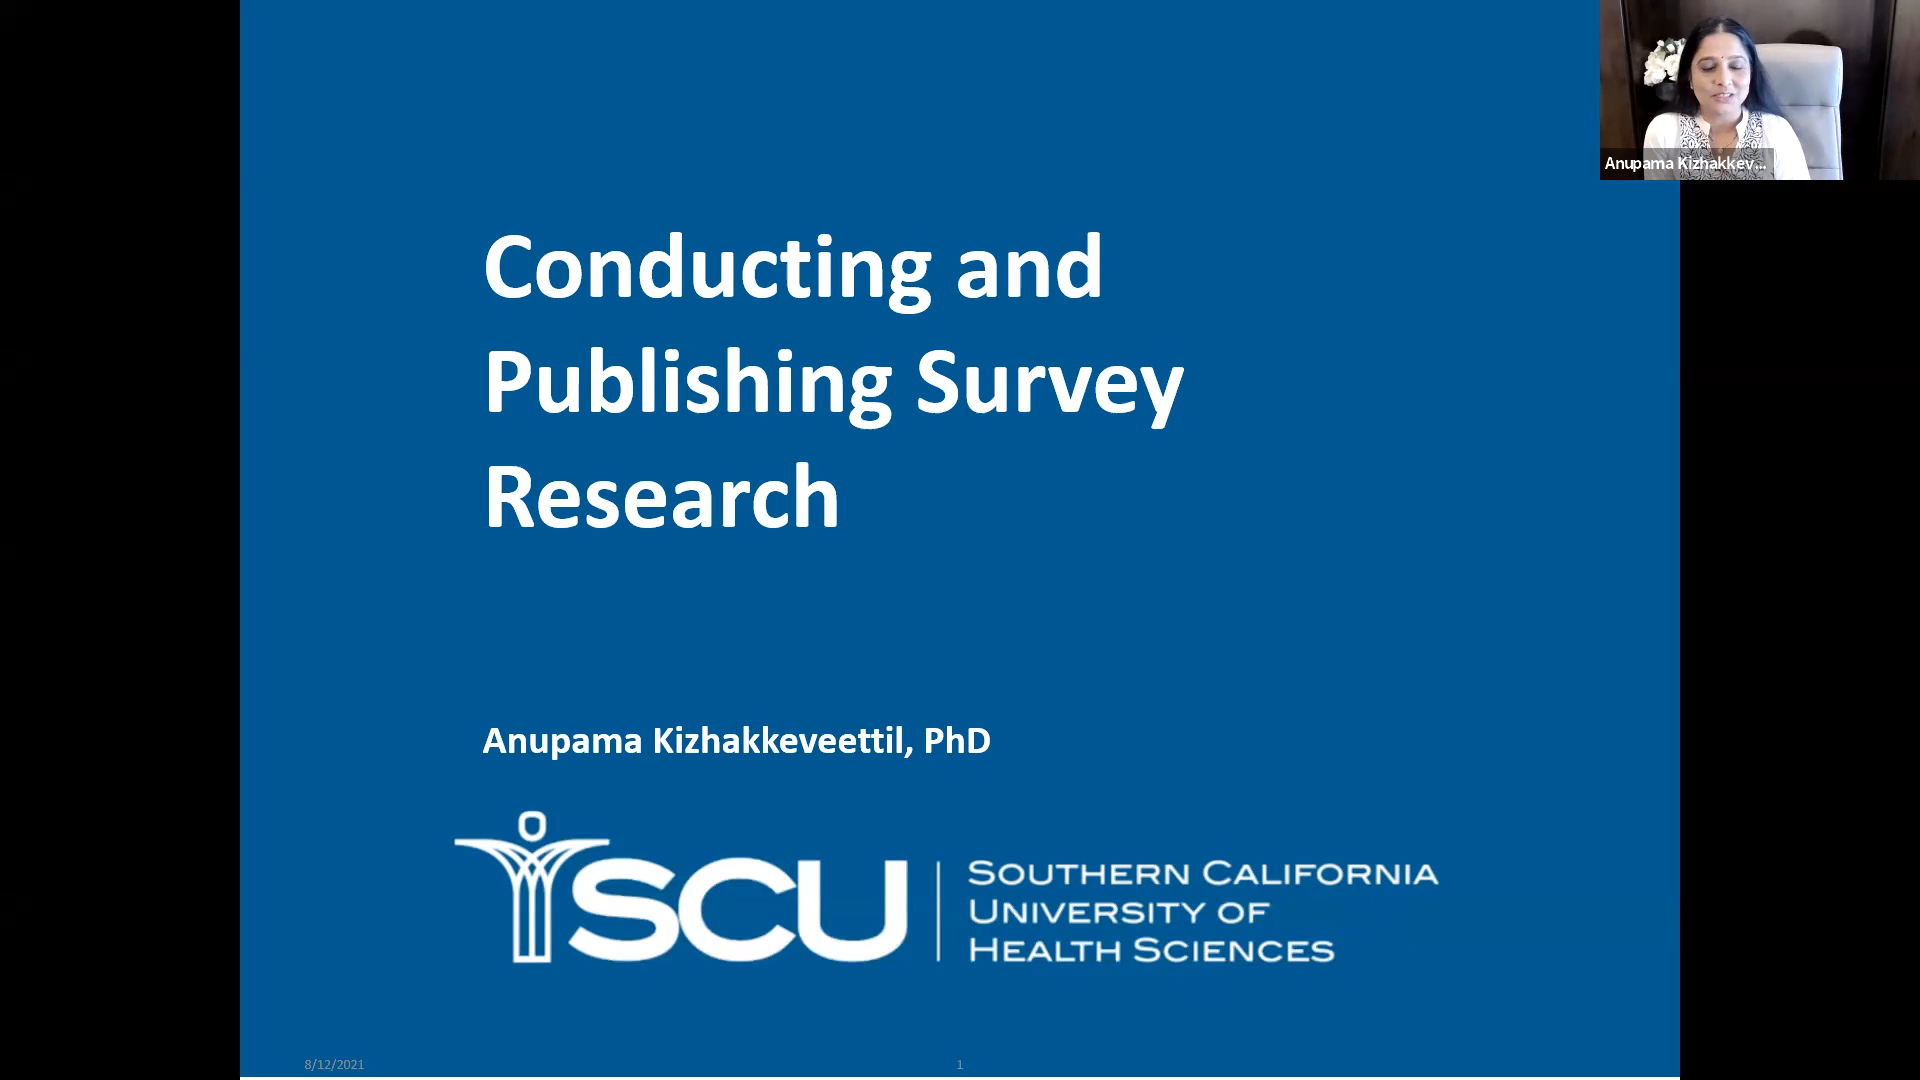 Anupama Kizhakkev...
Conducting and
Publishing Survey
Research
Anupama Kizhakkeveettil, PhD
SCU
SOUTHERN CALIFORNIA
UNIVERSITY OF
HEALTH SCIENCES
8/12/2021
1